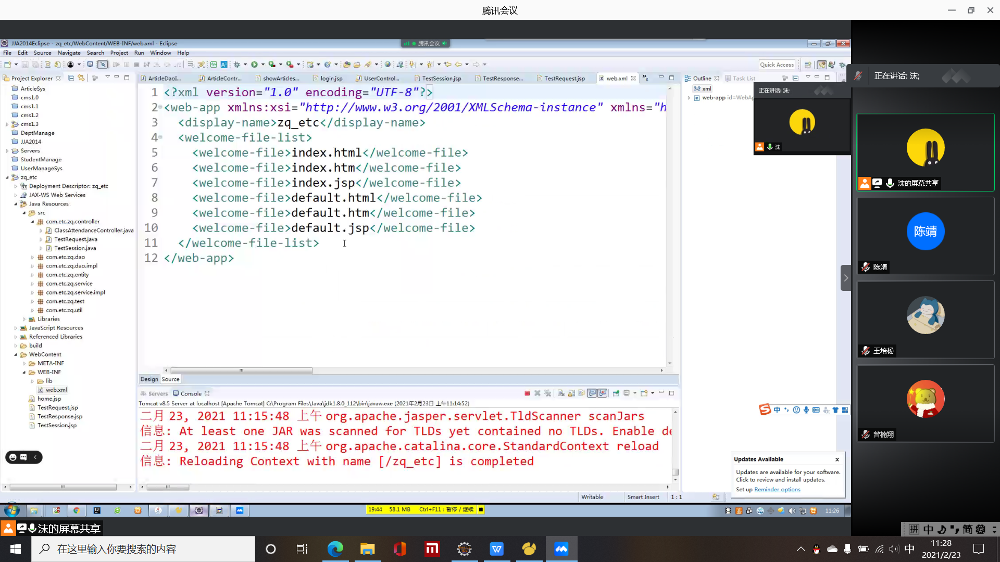 腾讯会议
JJA2014Eclipse - zq_etc/WebContent/WEB-INF/web.xml - Eclipse
腾讯会议
File Edit Source Navigate Search Project Run Window Help
Quick Access
Project Explorer
ArticleSys
cms1.0
cms1.1
cms1.2
cms1.3
DeptManage
JJA2014
Servers
StudentManage
UserManageSys
zq_etc
Deployment Descriptor: zq_etc
JAX-WS Web Services
Java Resources
src
com.etc.zq.controller
ClassAttendanceController.java
TestRequest.java
TestSession.java
com.etc.zq.dao
com.etc.zq.dao.impl
com.etc.zq.entity
com.etc.zq.service
com.etc.zq.service.impl
com.etc.zq.test
com.etc.zq.util
Libraries
JavaScript Resources
Referenced Libraries
build
WebContent
META-INF
WEB-INF
lib
web.xml
home.jsp
TestRequest.jsp
TestResponse.jsp
TestSession.jsp
ArticleDaoI... ArticleContr... showArticles... login.jsp UserControl... TestSession.jsp TestResponse... TestRequest.jsp web.xml
1 <?xml version="1.0" encoding="UTF-8"?>
2 <web-app xmlns:xsi="http://www.w3.org/2001/XMLSchema-instance" xmlns="h
3 <display-name>zq_etc</display-name>
4 <welcome-file-list>
5 <welcome-file>index.html</welcome-file>
6 <welcome-file>index.htm</welcome-file>
7 <welcome-file>index.jsp</welcome-file>
8 <welcome-file>default.html</welcome-file>
9 <welcome-file>default.htm</welcome-file>
10 <welcome-file>default.jsp</welcome-file>
11 </welcome-file-list>
12 </web-app>
Design Source
Servers Console
Tomcat v8.5 Server at localhost [Apache Tomcat] C:\Program Files\Java\jdk1.8.0_112\bin\javaw.exe (2021年2月23日 上午11:14:52)
二月 23, 2021 11:15:48 上午 org.apache.jasper.servlet.TldScanner scanJars
信息: At least one JAR was scanned for TLDs yet contained no TLDs. Enable de
二月 23, 2021 11:15:48 上午 org.apache.catalina.core.StandardContext reload
信息: Reloading Context with name [/zq_etc] is completed
Outline Task List
xml
web-app id=WebAp
正在讲话: 沫;
沫
中
Updates Available
Updates are available for your software.
Click to review and install updates.
Set up Reminder options
Writable Smart Insert 1 : 1
19:44 58.1 MB Ctrl+F11 : 暂停 / 继续
11:26
正在讲话: 沫;
沫的屏幕共享
陈靖
陈靖
王培杨
曾楠翔
沫的屏幕共享
拼 中 简
在这里输入你要搜索的内容
中
11:28
2021/2/23